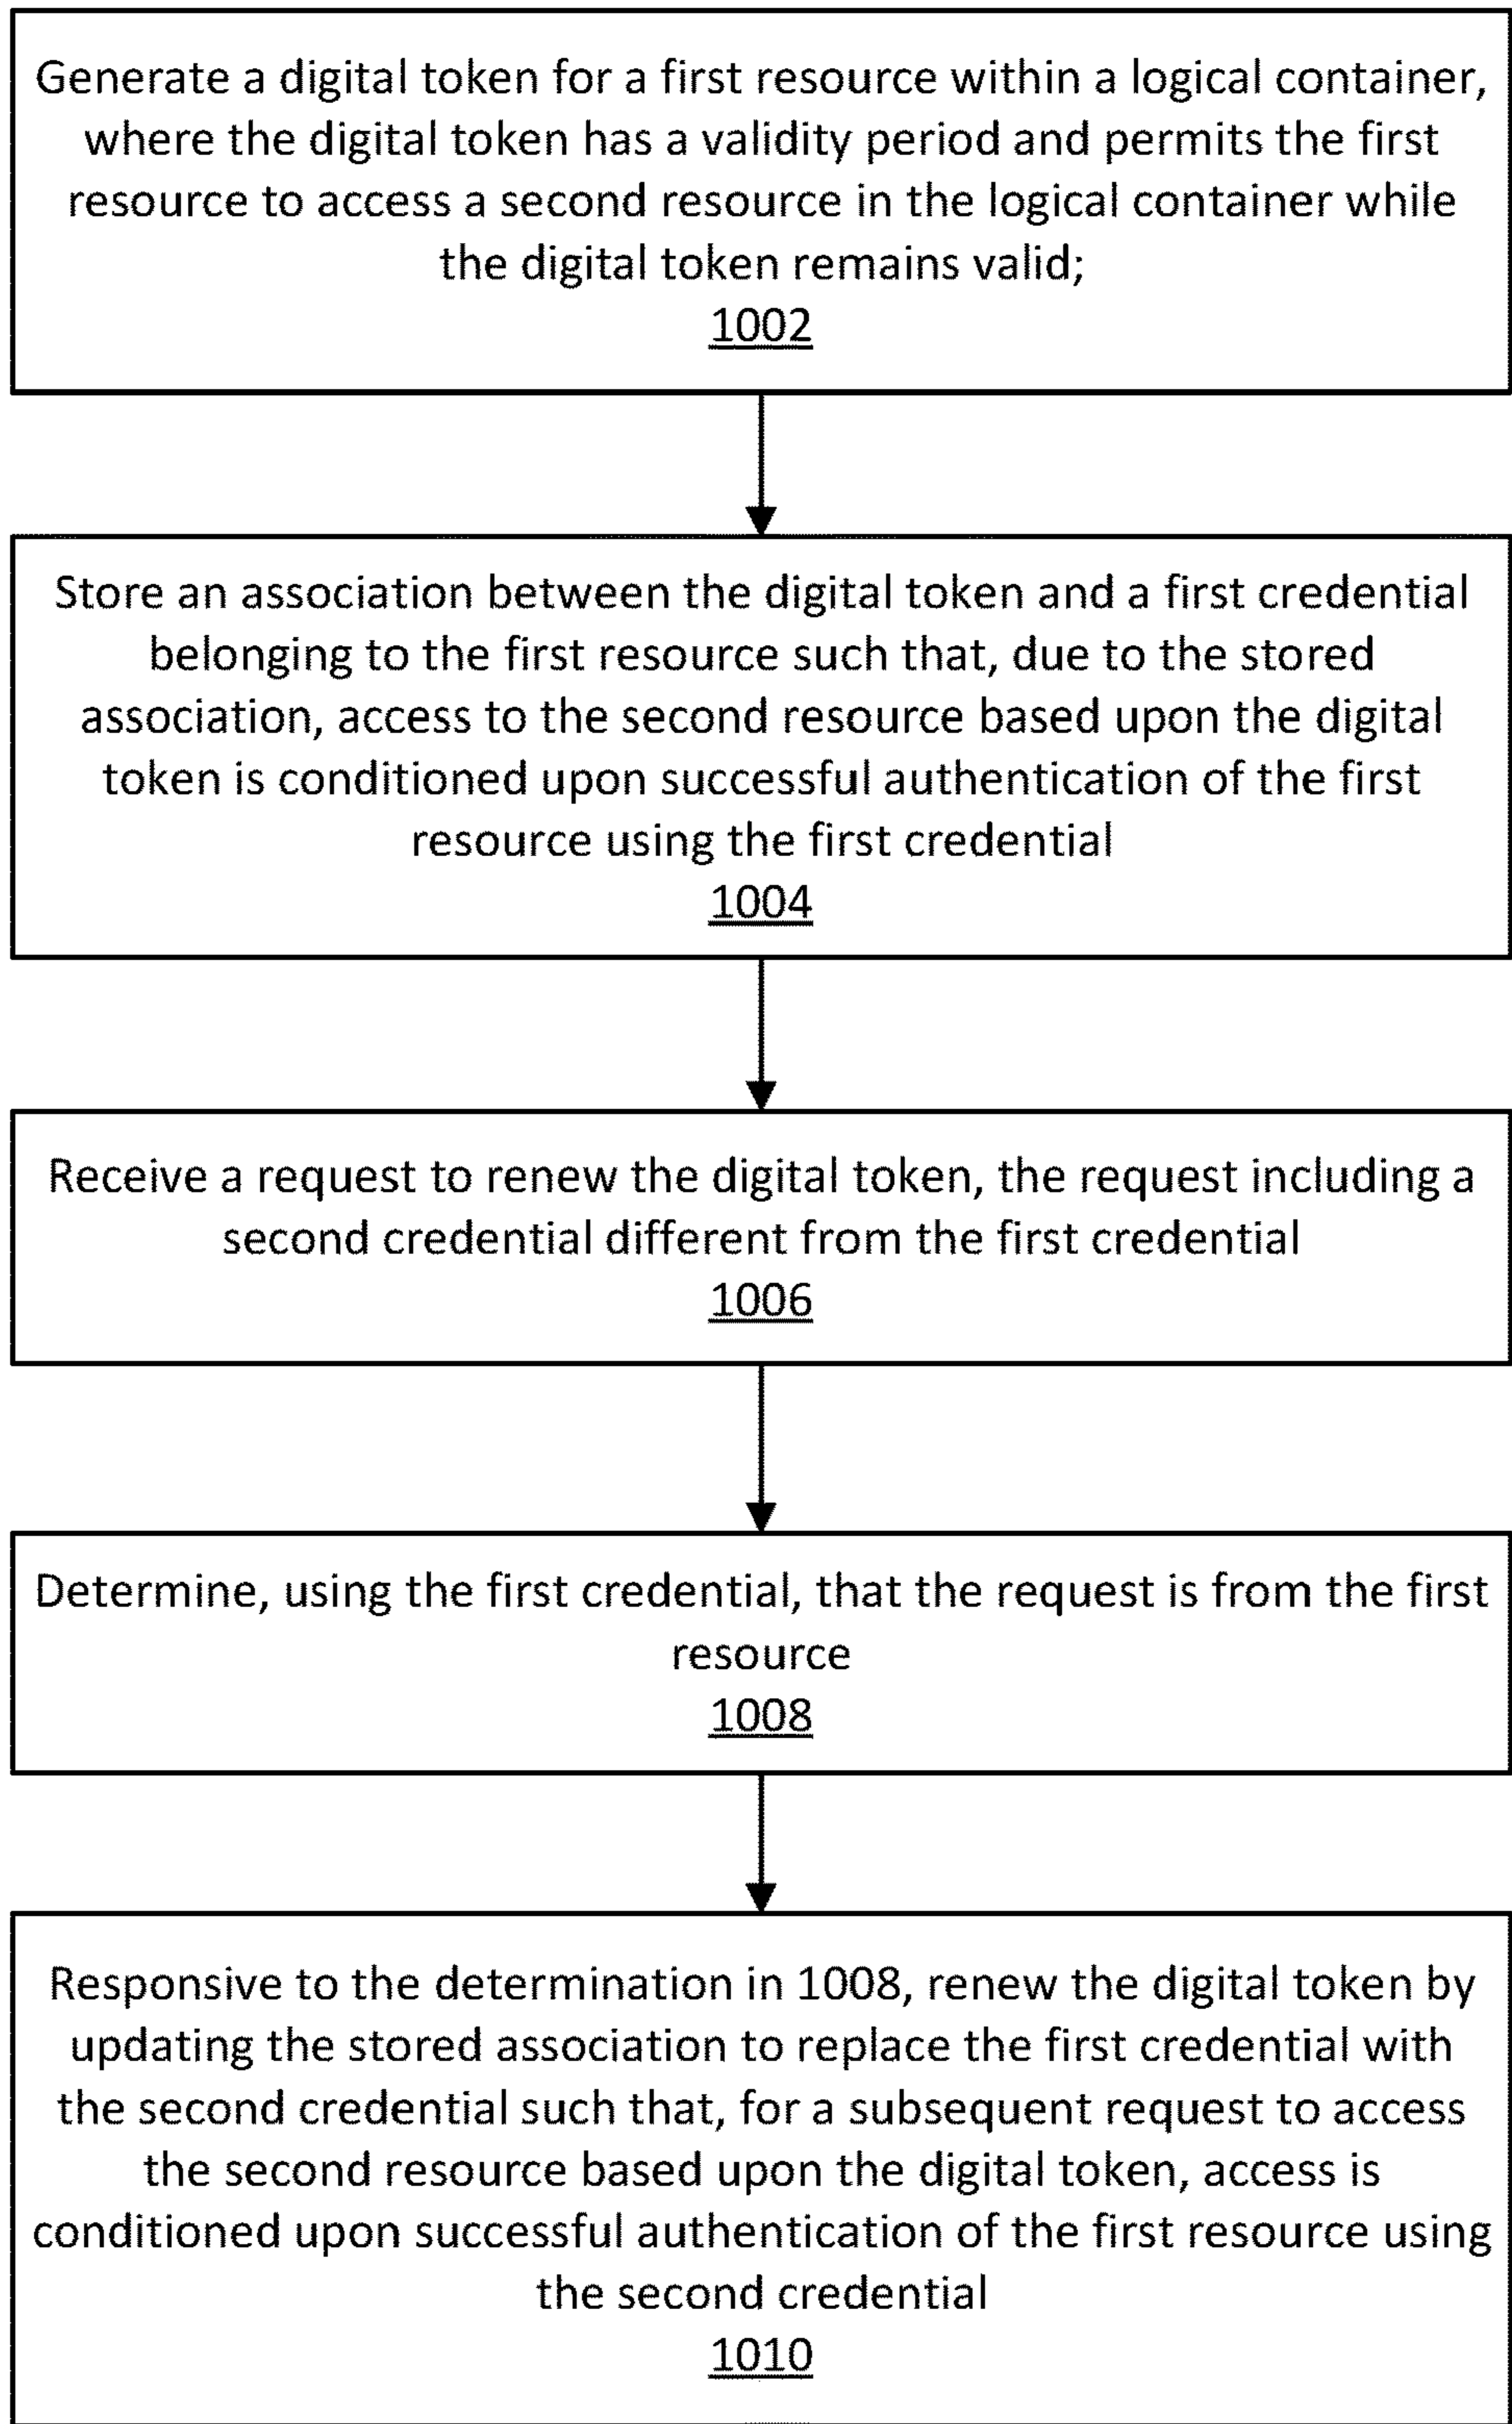 Generate a digital token for a first resource within a logical container,
where the digital token has a validity period and permits the first
resource to access a second resource in the logical container while
the digital token remains valid;
1002
Store an association between the digital token and a first credential
belonging to the first resource such that, due to the stored
association, access to the second resource based upon the digital
token is conditioned upon successful authentication of the first
resource using the first credential
1004
Receive a request to renew the digital token, the request including a
second credential different from the first credential
1006
Determine, using the first credential, that the request is from the first
resource
1008
Responsive to the determination in 1008, renew the digital token by
updating the stored association to replace the first credential with
the second credential such that, for a subsequent request to access
the second resource based upon the digital token, access is
conditioned upon successful authentication of the first resource using
the second credential
1010